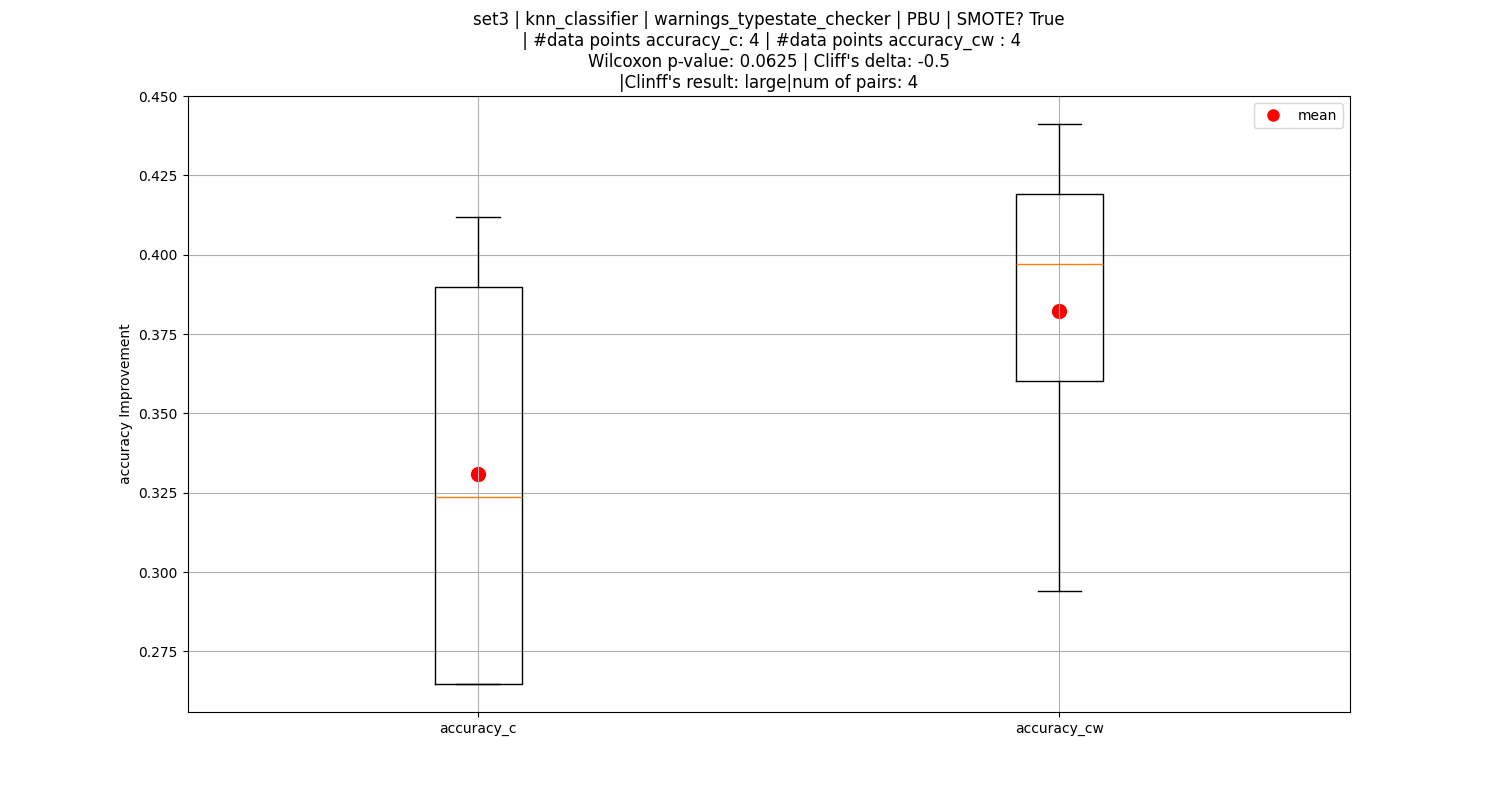 set3 | knn_classifier | warnings_typestate_checker | PBU | SMOTE? True
| #data points accuracy_c: 4 | #data points accuracy_cw : 4
Wilcoxon p-value: 0.0625 | Cliff's delta: -0.5
|Clinff's result: large|num of pairs: 4
mean
accuracy Improvement
0.450
0.425
0.400
0.375
0.350
0.325
0.300
0.275
accuracy_c
accuracy_cw